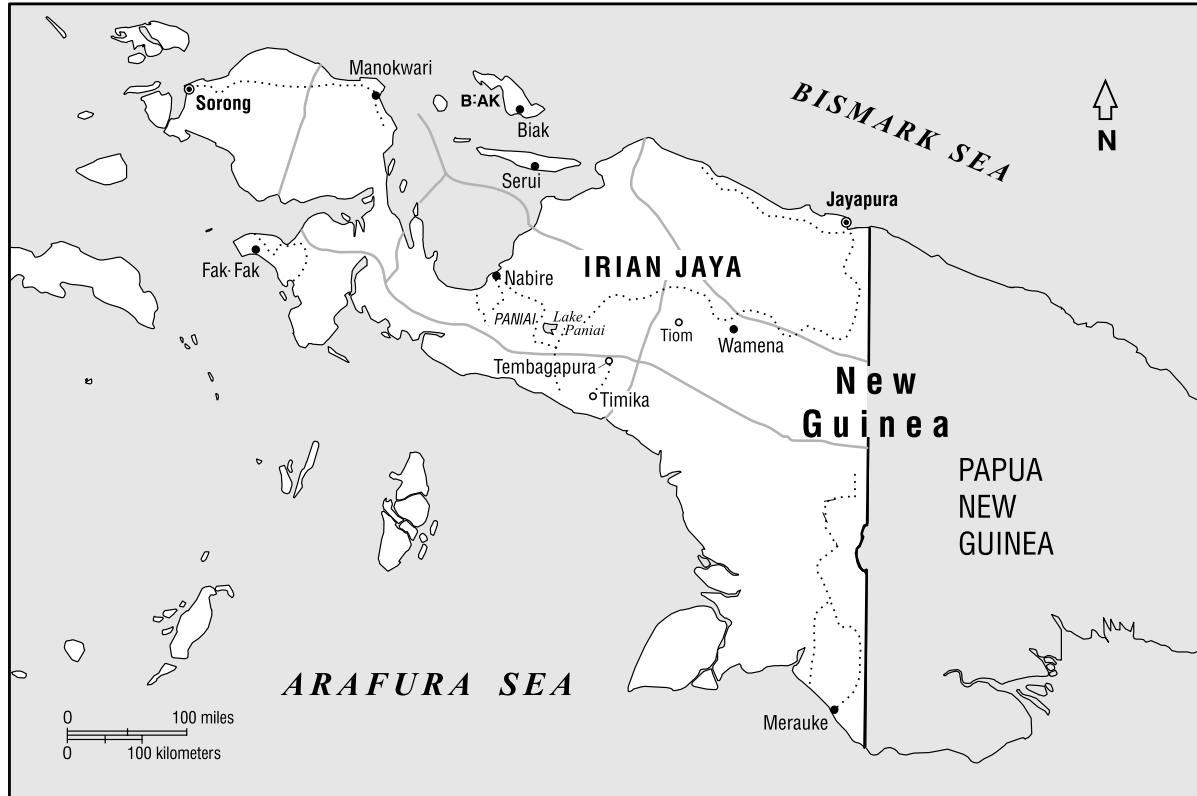 Manokwari
Sorong
B:AK
Biak
BISMARK SEA
N
Serui
Jayapura
Fak·Fak
Nabire
IRIAN JAYA
PANIAI
Lake
Paniai
Tiom
Wamena
Tembagapura
Timika
New
Guinea
PAPUA
NEW
GUINEA
ARAFURA SEA
Merauke
0 100 miles
0 100 kilometers